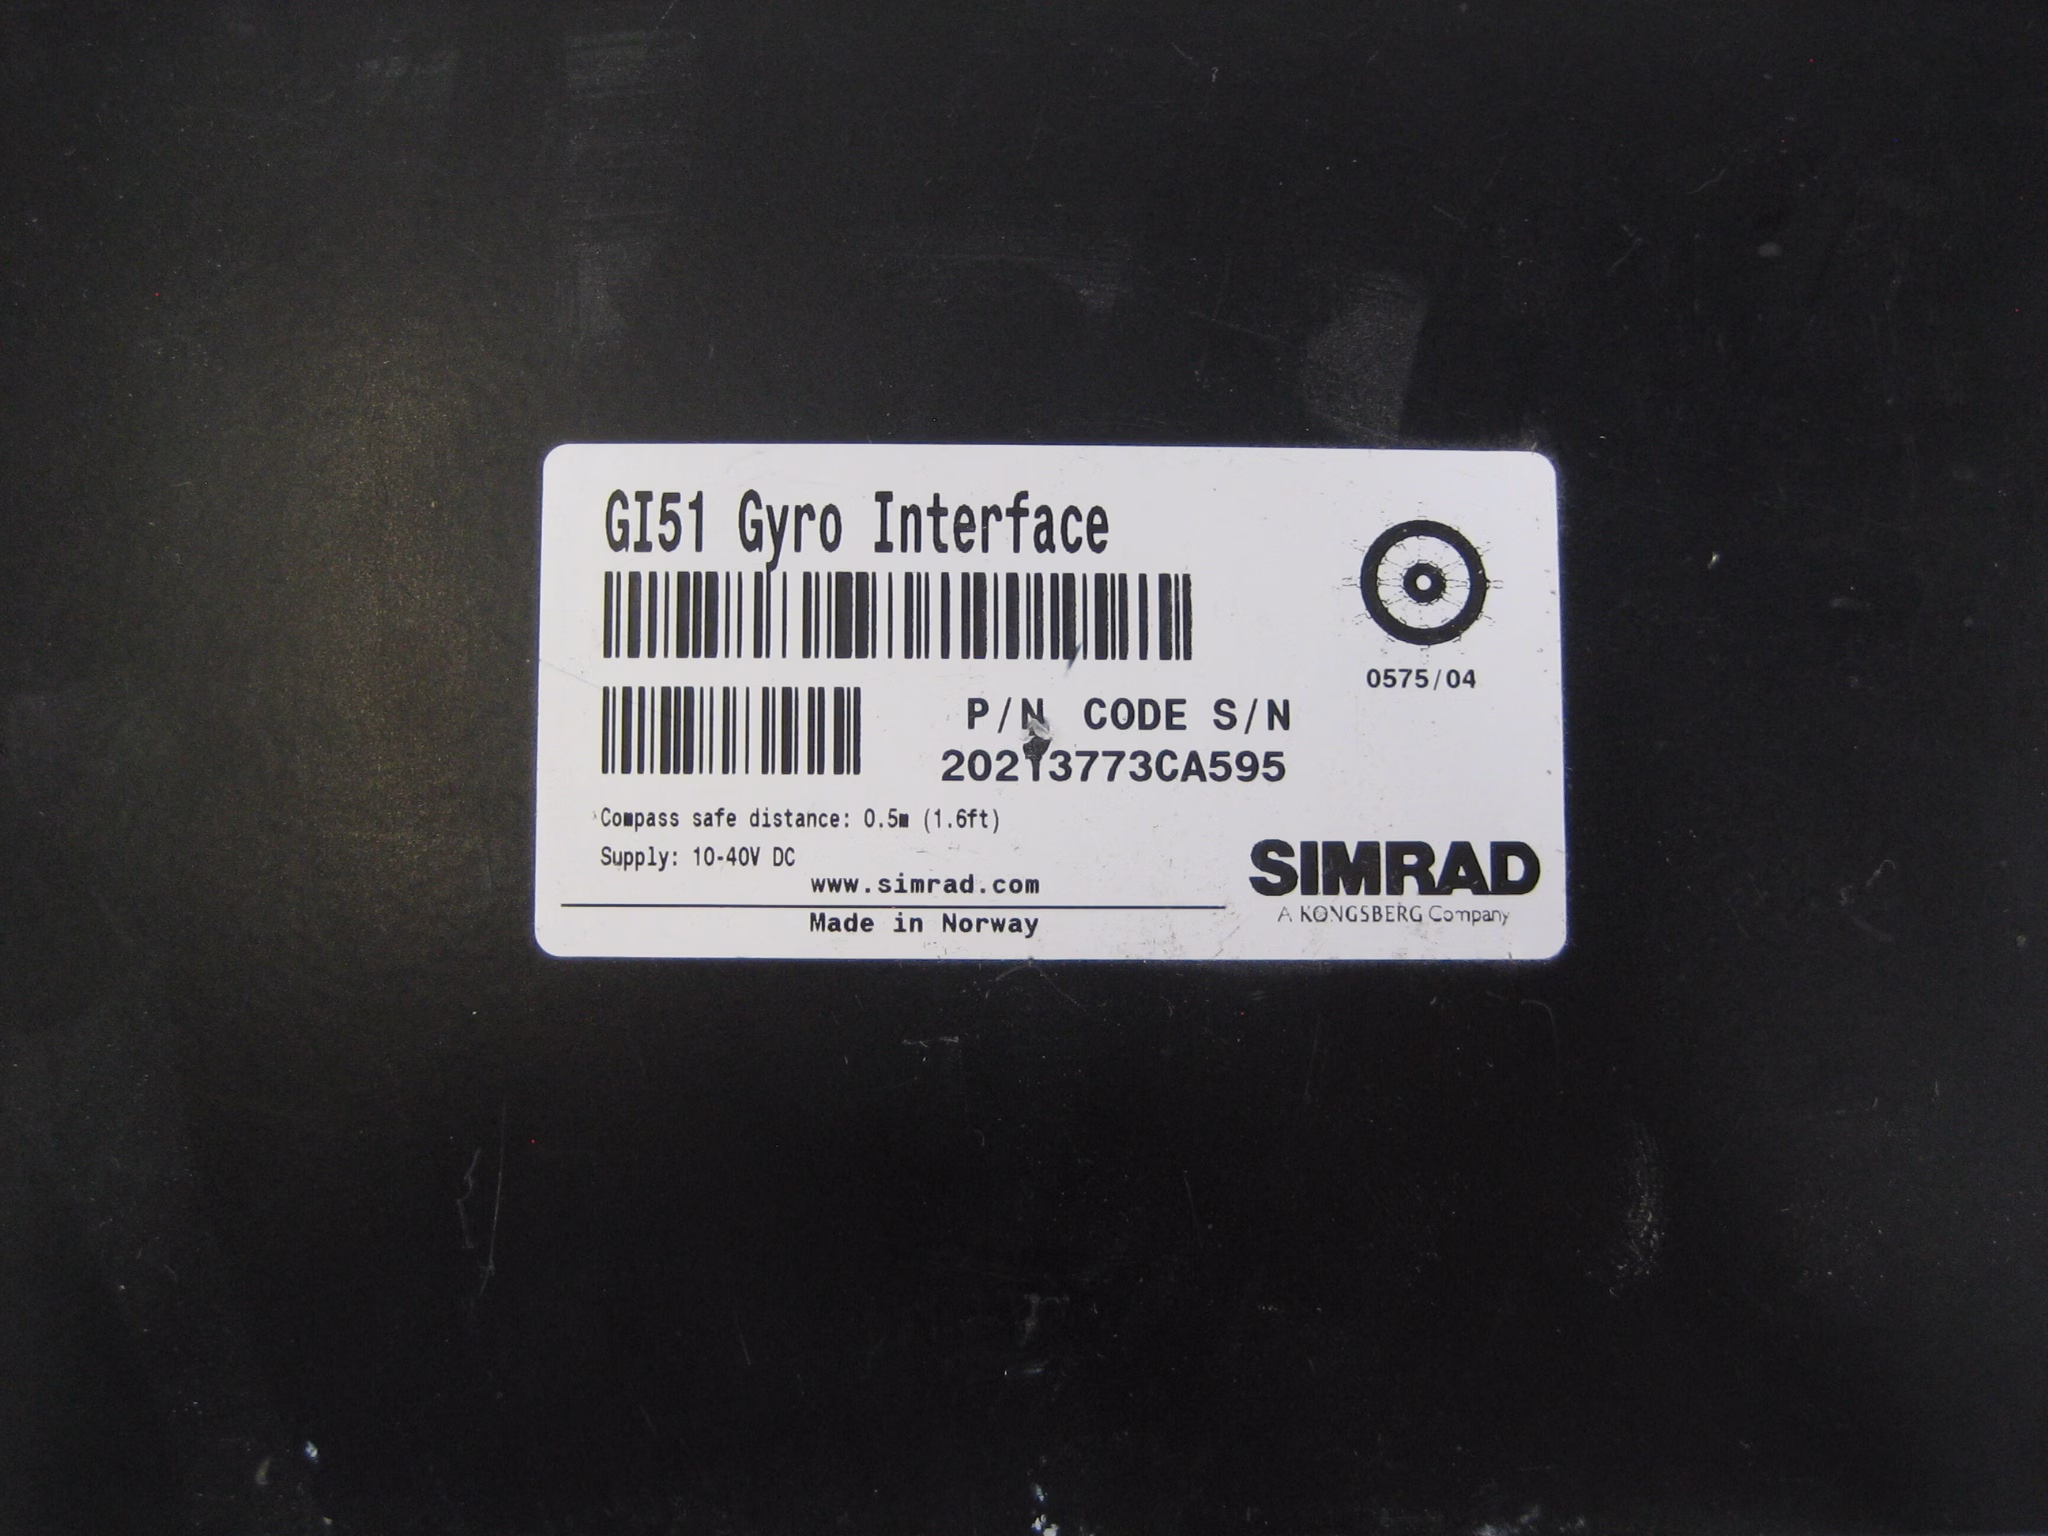 GI51 Gyro Interface
0575/04
P/N CODE S/N
20213773CA595
Compass safe distance: 0.5m (1.6ft)
Supply: 10-40V DC
www.simrad.com
Made in Norway
SIMRAD
A KONGSBERG Company